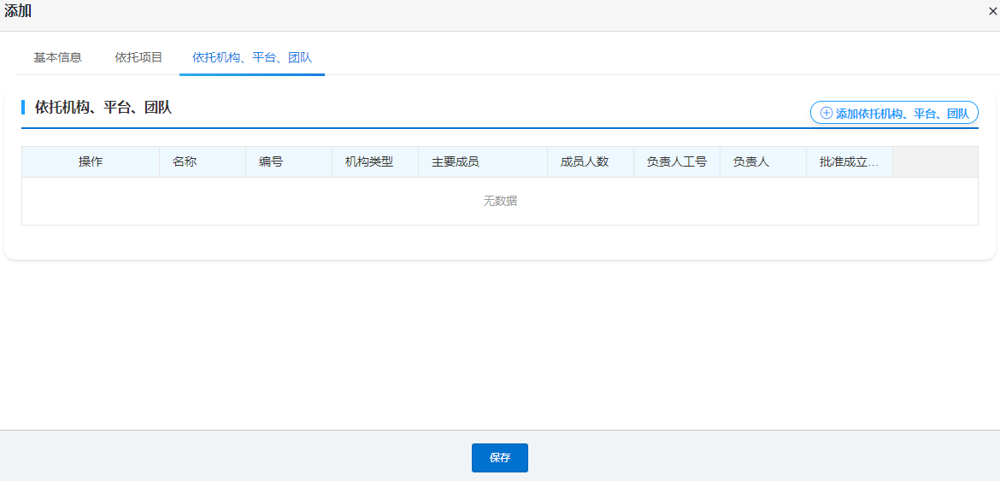 添加
基本信息 依托项目 依托机构、平台、团队
依托机构、平台、团队
添加依托机构、平台、团队
操作 名称 编号 机构类型 主要成员 成员人数 负责人工号 负责人 批准成立...
无数据
保存